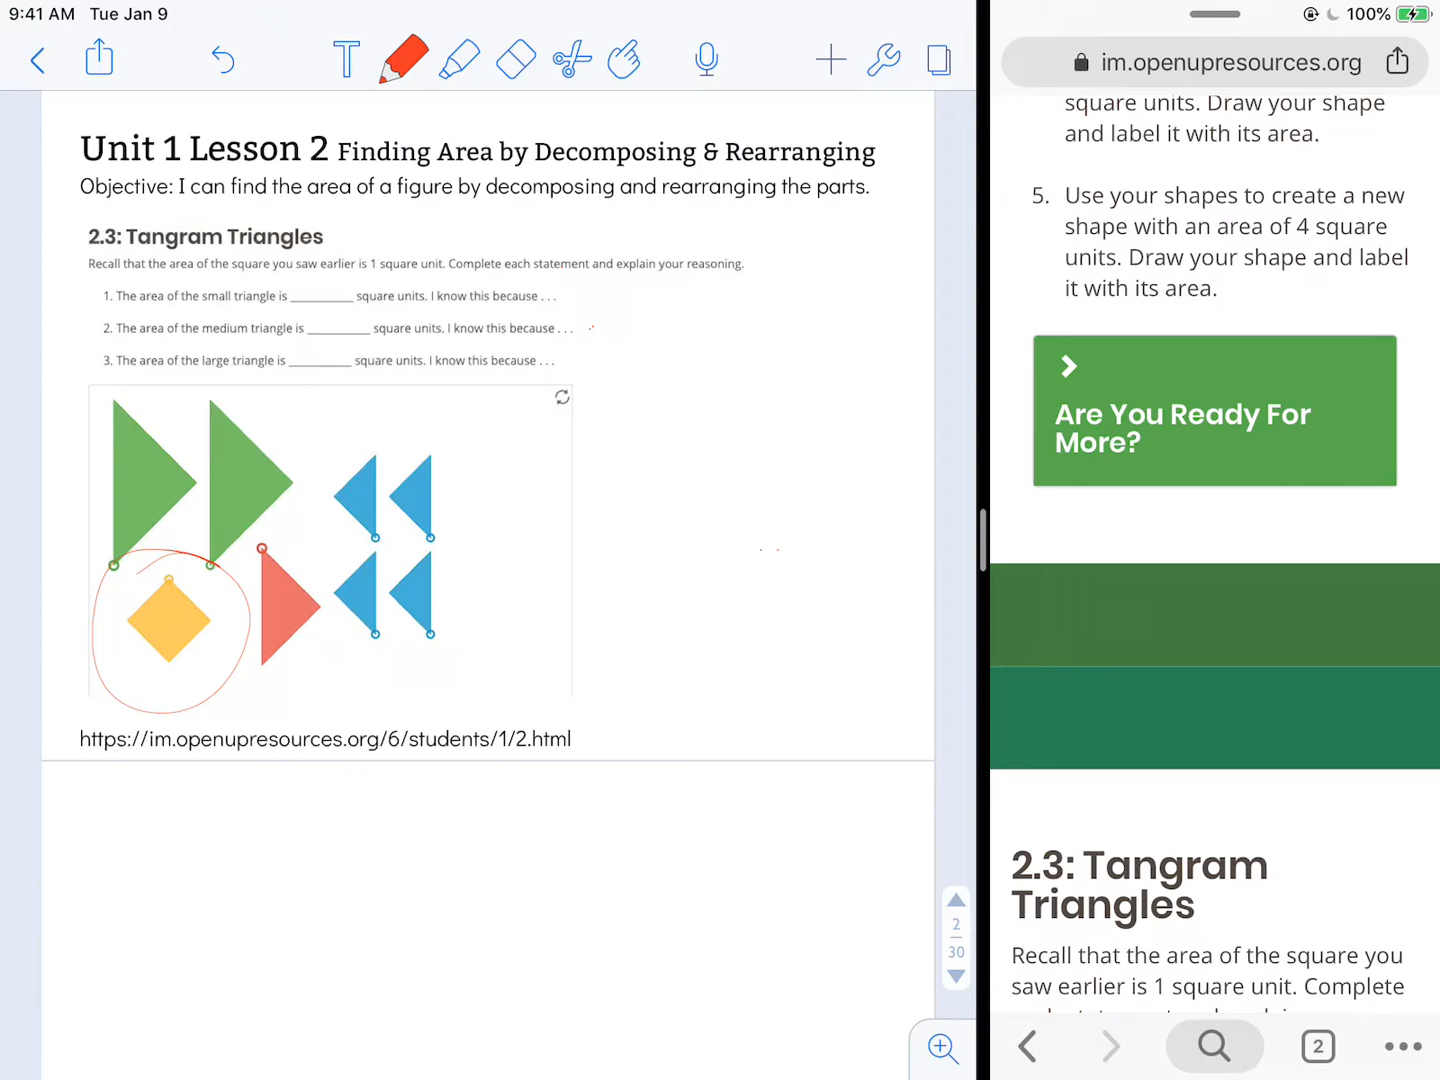 9:41 AM Tue Jan 9
100%
T
Unit 1 Lesson 2 Finding Area by Decomposing & Rearranging
Objective: I can find the area of a figure by decomposing and rearranging the parts.
2.3: Tangram Triangles
Recall that the area of the square you saw earlier is 1 square unit. Complete each statement and explain your reasoning.
1. The area of the small triangle is __________ square units. I know this because . . .
2. The area of the medium triangle is __________ square units. I know this because . . .
3. The area of the large triangle is __________ square units. I know this because . . .
https://im.openupresources.org/6/students/1/2.html
2
30
im.openupresources.org
square units. Draw your shape
and label it with its area.
5. Use your shapes to create a new
shape with an area of 4 square
units. Draw your shape and label
it with its area.
Are You Ready For
More?
2.3: Tangram
Triangles
Recall that the area of the square you
saw earlier is 1 square unit. Complete
2